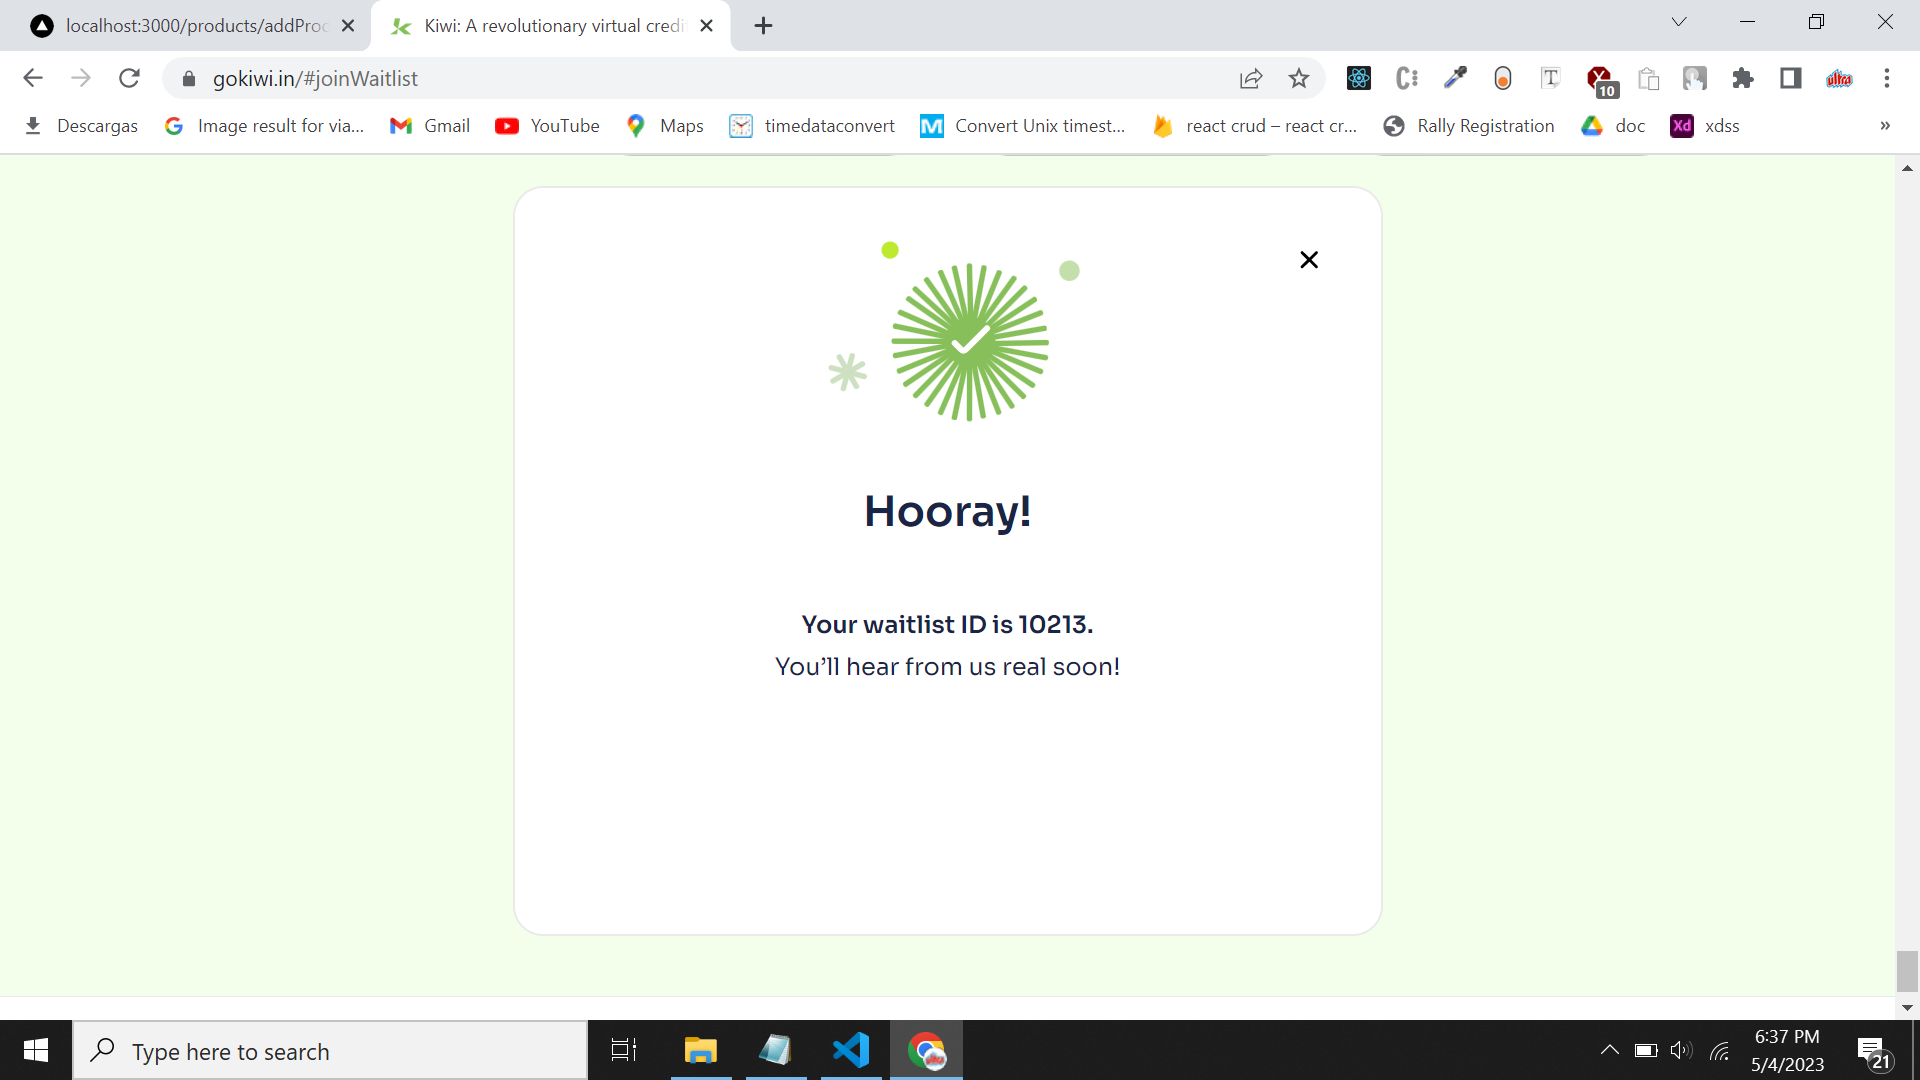 localhost:3000/products/addProc
Kiwi: A revolutionary virtual credi
gokiwi.in/#joinWaitlist
10
Descargas
Image result for via...
Gmail
YouTube
Maps
timedataconvert
M
Convert Unix timest...
react crud – react cr...
Rally Registration
doc
Xd
xdss
»
Hooray!
Your waitlist ID is 10213.
You’ll hear from us real soon!
Type here to search
6:37 PM
5/4/2023
21